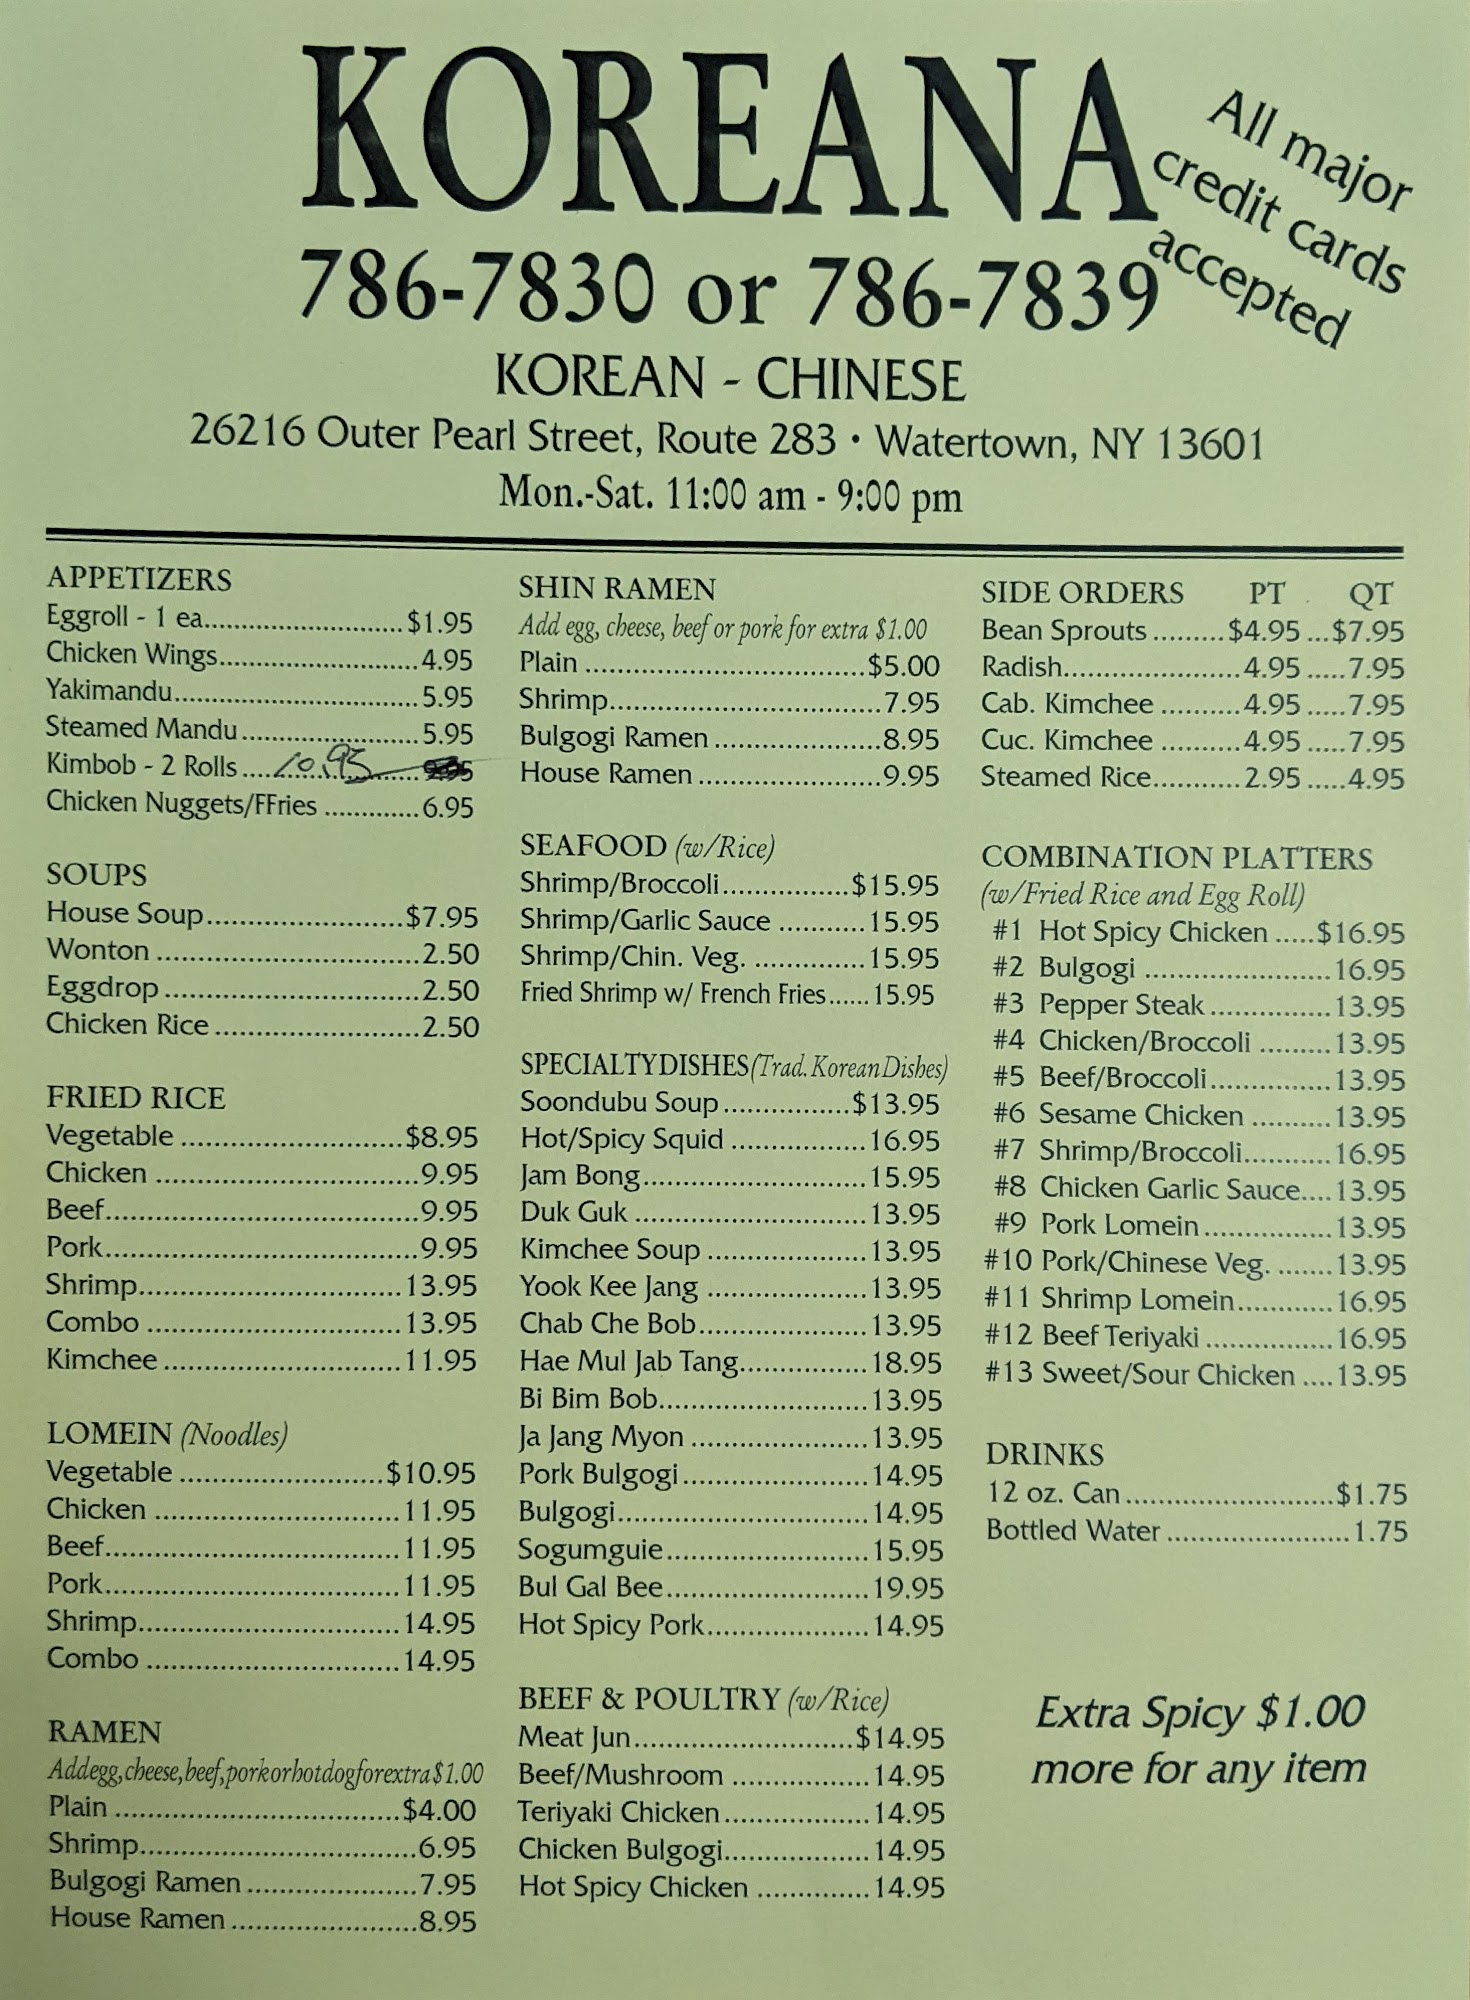 KOREANA
All major
credit cards
accepted
786-7830 or 786-7839
KOREAN - CHINESE
26216 Outer Pearl Street, Route 283 • Watertown, NY 13601
Mon.-Sat. 11:00 am - 9:00 pm
APPETIZERS
Eggroll - 1 ea. $1.95
Chicken Wings 4.95
Yakimandu 5.95
Steamed Mandu 5.95
Kimbob - 2 Rolls 10.95
Chicken Nuggets/FFries 6.95
SOUPS
House Soup $7.95
Wonton 2.50
Eggdrop 2.50
Chicken Rice 2.50
FRIED RICE
Vegetable $8.95
Chicken 9.95
Beef 9.95
Pork 9.95
Shrimp 13.95
Combo 13.95
Kimchee 11.95
LOMEIN (Noodles)
Vegetable $10.95
Chicken 11.95
Beef 11.95
Pork 11.95
Shrimp 14.95
Combo 14.95
RAMEN
Add egg, cheese, beef, pork or hot dog for extra $1.00
Plain $4.00
Shrimp 6.95
Bulgogi Ramen 7.95
House Ramen 8.95
SHIN RAMEN
Add egg, cheese, beef or pork for extra $1.00
Plain $5.00
Shrimp 7.95
Bulgogi Ramen 8.95
House Ramen 9.95
SEAFOOD (w/Rice)
Shrimp/Broccoli $15.95
Shrimp/Garlic Sauce 15.95
Shrimp/Chin. Veg. 15.95
Fried Shrimp w/ French Fries 15.95
SPECIALTY DISHES (Trad. Korean Dishes)
Soondubu Soup $13.95
Hot/Spicy Squid 16.95
Jam Bong 15.95
Duk Guk 13.95
Kimchee Soup 13.95
Yook Kee Jang 13.95
Chab Che Bob 13.95
Hae Mul Jab Tang 18.95
Bi Bim Bob 13.95
Ja Jang Myon 13.95
Pork Bulgogi 14.95
Bulgogi 14.95
Sogumguie 15.95
Bul Gal Bee 19.95
Hot Spicy Pork 14.95
BEEF & POULTRY (w/Rice)
Meat Jun $14.95
Beef/Mushroom 14.95
Teriyaki Chicken 14.95
Chicken Bulgogi 14.95
Hot Spicy Chicken 14.95
SIDE ORDERS PT QT
Bean Sprouts $4.95 $7.95
Radish 4.95 7.95
Cab. Kimchee 4.95 7.95
Cuc. Kimchee 4.95 7.95
Steamed Rice 2.95 4.95
COMBINATION PLATTERS
(w/Fried Rice and Egg Roll)
#1 Hot Spicy Chicken $16.95
#2 Bulgogi 16.95
#3 Pepper Steak 13.95
#4 Chicken/Broccoli 13.95
#5 Beef/Broccoli 13.95
#6 Sesame Chicken 13.95
#7 Shrimp/Broccoli 16.95
#8 Chicken Garlic Sauce 13.95
#9 Pork Lomein 13.95
#10 Pork/Chinese Veg. 13.95
#11 Shrimp Lomein 16.95
#12 Beef Teriyaki 16.95
#13 Sweet/Sour Chicken 13.95
DRINKS
12 oz. Can $1.75
Bottled Water 1.75
Extra Spicy $1.00
more for any item